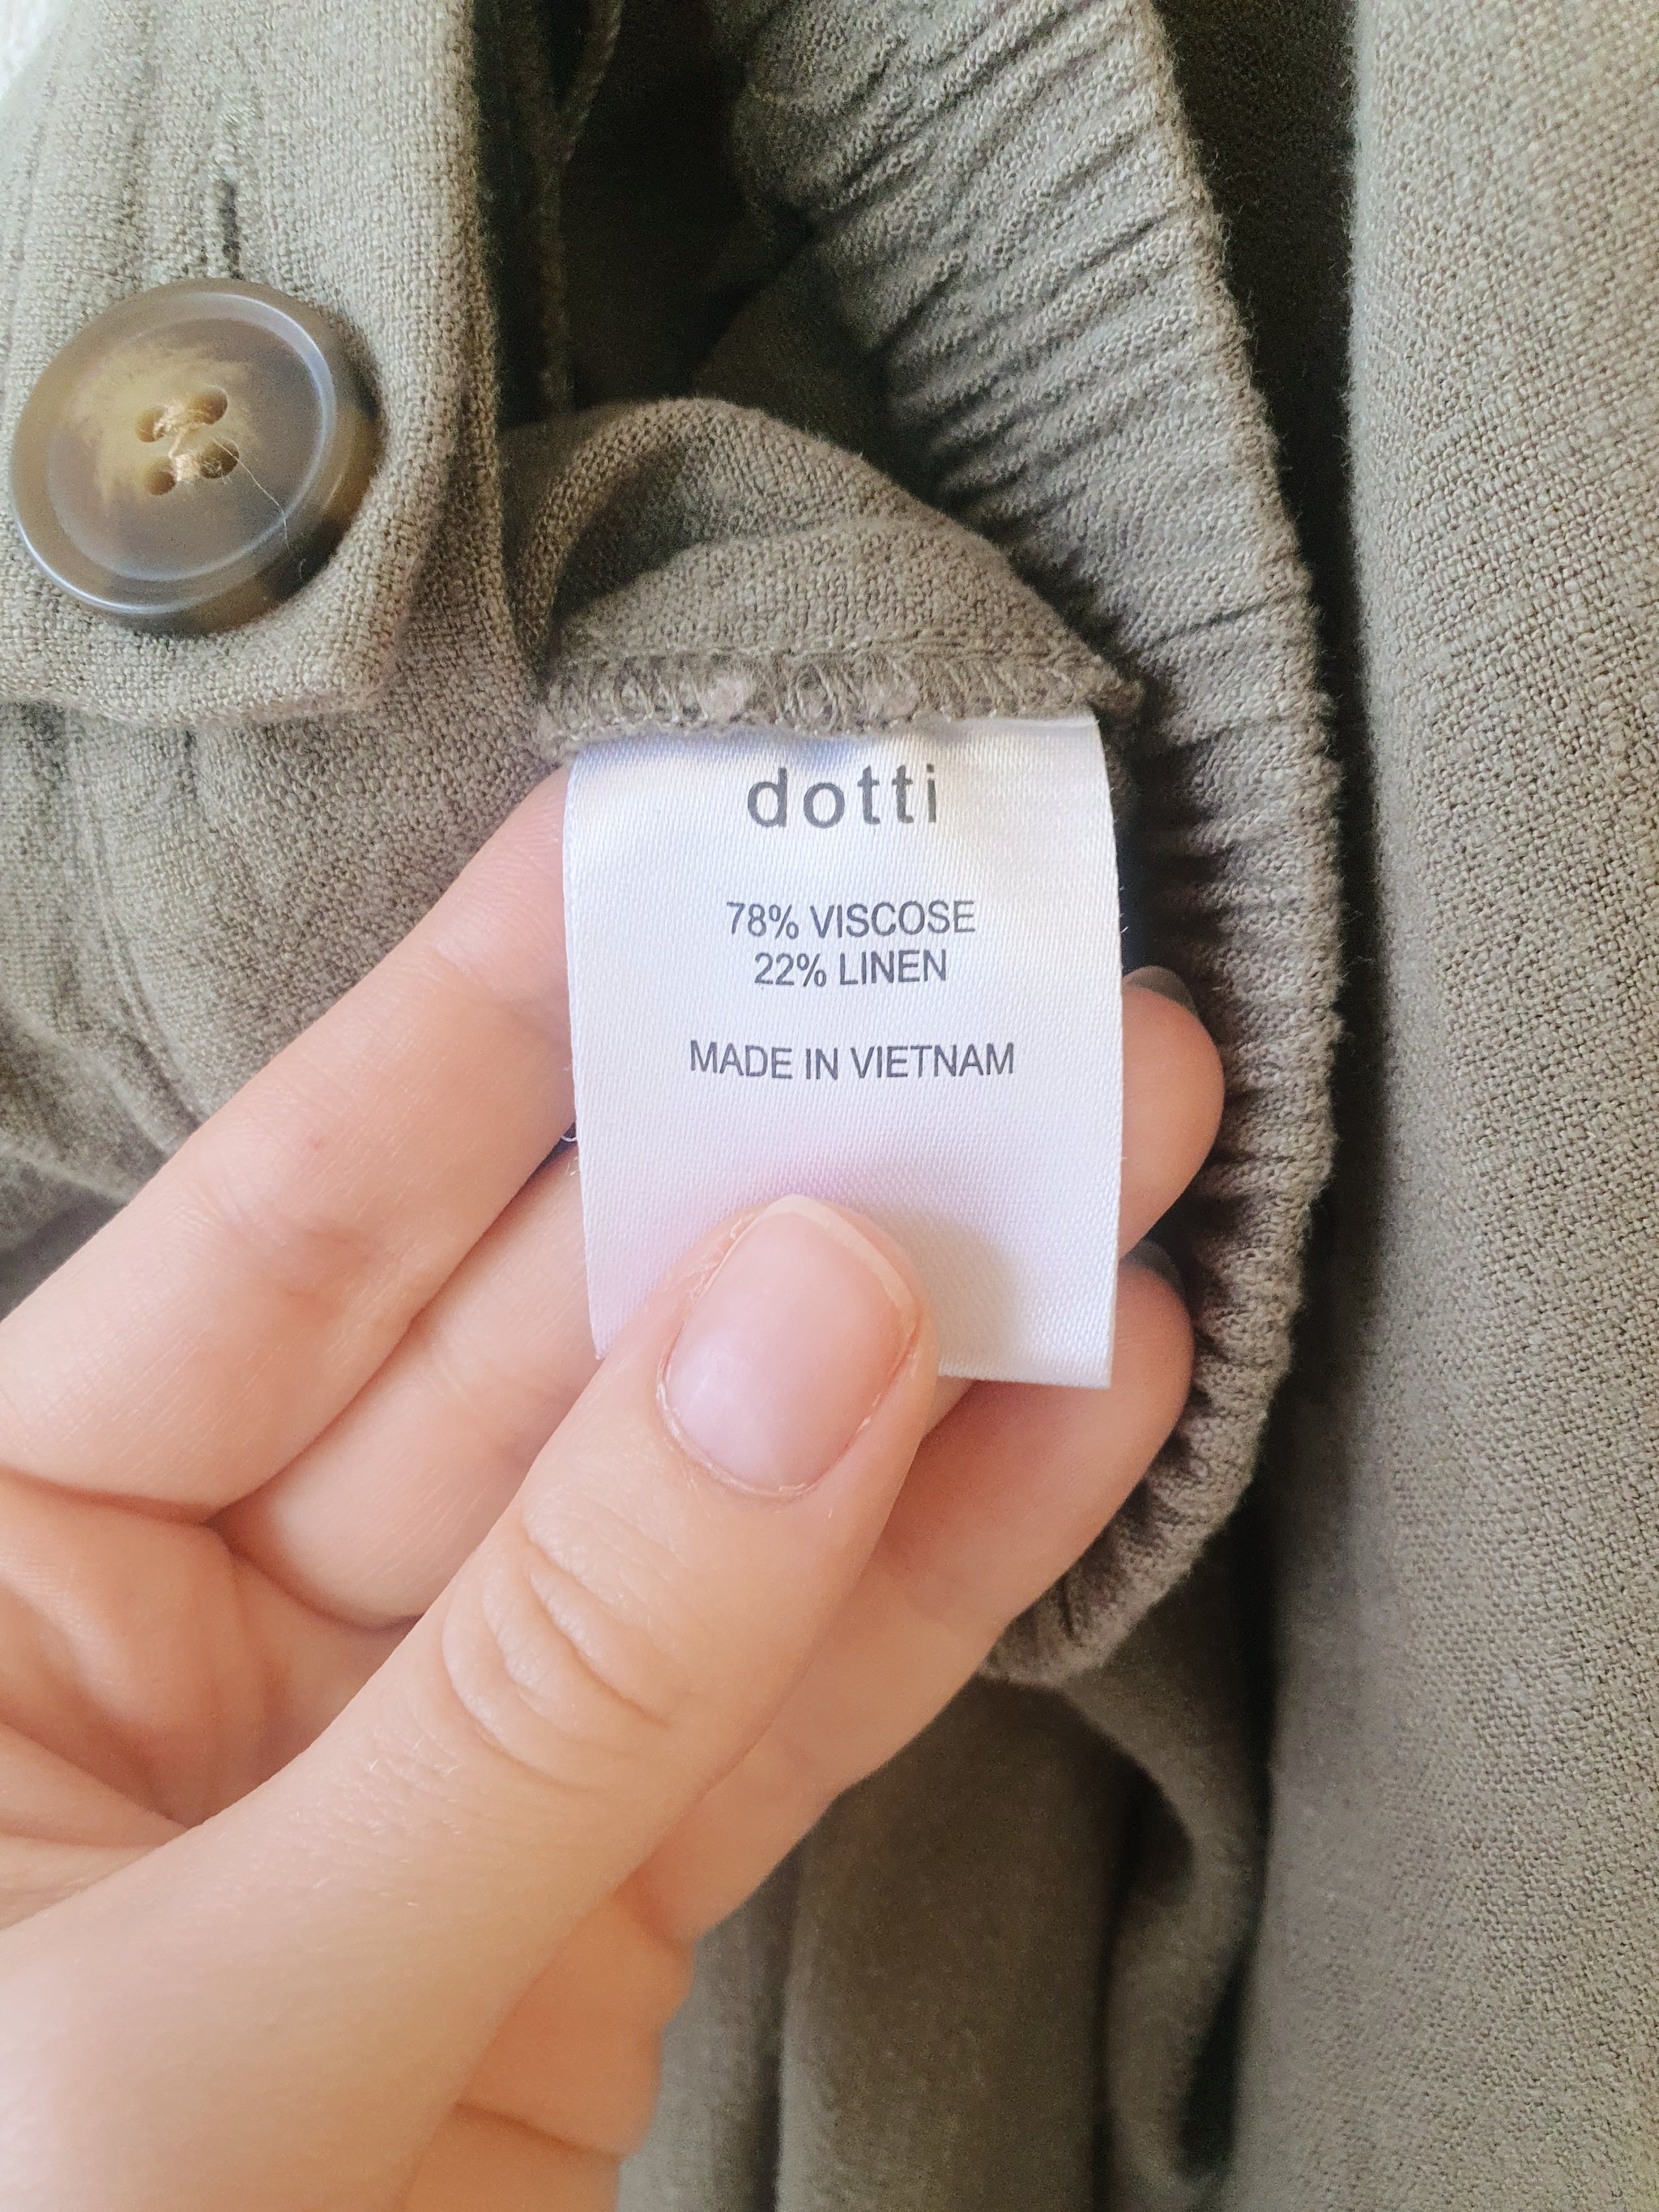 dotti
78% VISCOSE
22% LINEN
MADE IN VIETNAM